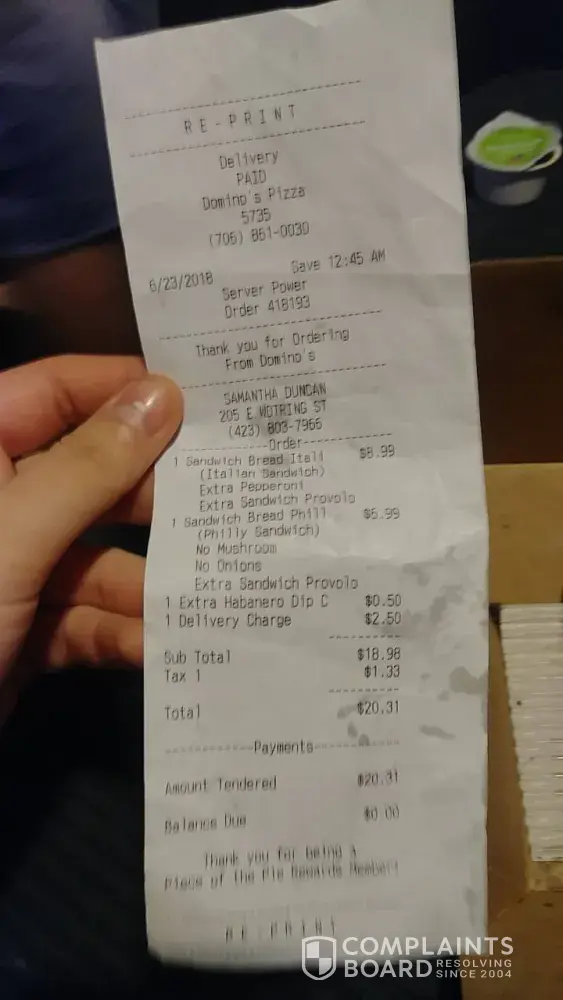 RE-PRINT
Delivery
PAID
Domino's Pizza
5735
(706) 861-0030
6/23/2018 Save 12:45 AM
Server Power
Order 418193
Thank you for Ordering
From Domino's
SAMANTHA DUNCAN
205 E WOTRING ST
(423) 803-7966
Order
1 Sandwich Bread Itali $8.99
(Italian Sandwich)
Extra Pepperoni
Extra Sandwich Provolo
1 Sandwich Bread Phill $6.99
(Philly Sandwich)
No Mushroom
No Onions
Extra Sandwich Provolo
1 Extra Habanero Dip C $0.50
1 Delivery Charge $2.50
Sub Total $18.98
Tax 1 $1.33
Total $20.31
Payments
Amount Tendered $20.31
Balance Due $0.00
Thank you for being a
Piece of the Pie Rewards Member!
RE-PRINT
COMPLAINTS
BOARD RESOLVING
SINCE 2004